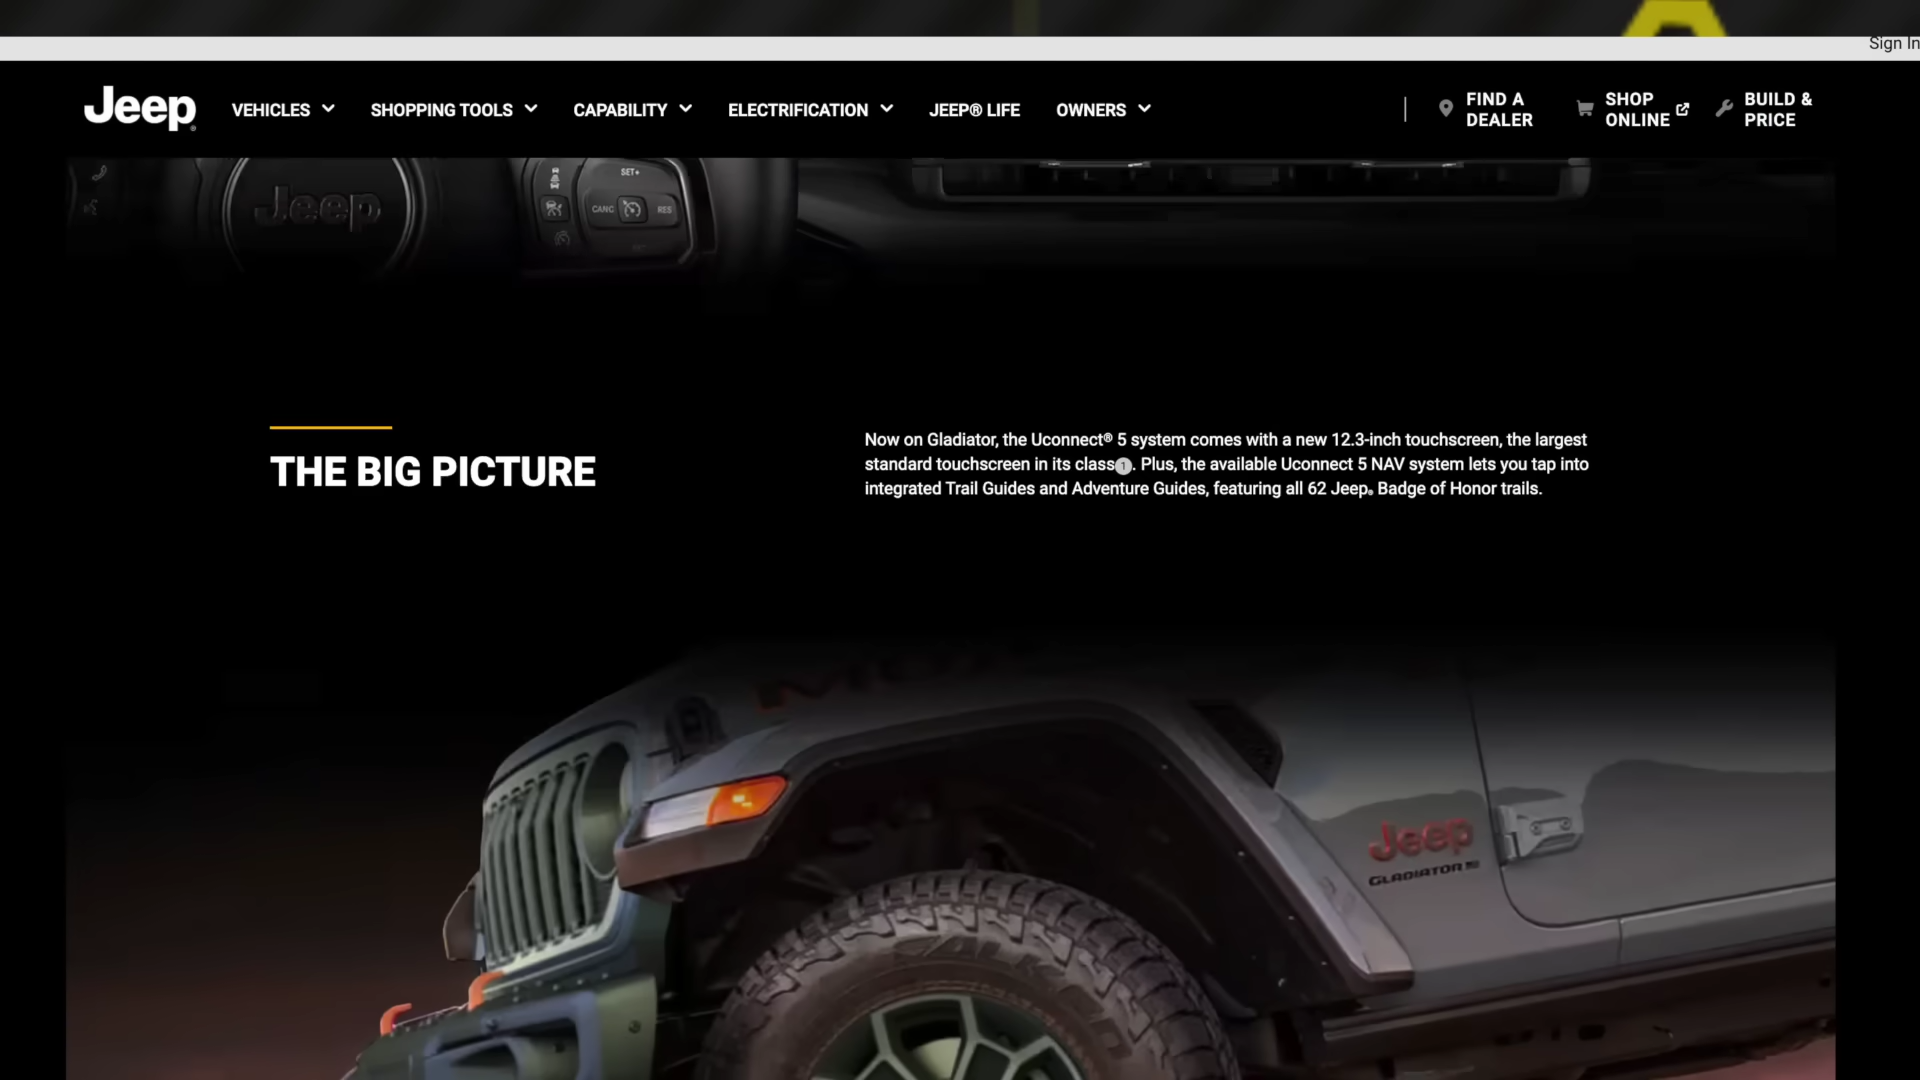 Sign In
Jeep
VEHICLES
SHOPPING TOOLS
CAPABILITY
ELECTRIFICATION
JEEP® LIFE
OWNERS
FIND A
DEALER
SHOP
ONLINE
BUILD &
PRICE
Jeep
SET+
CANC
RES
THE BIG PICTURE
Now on Gladiator, the Uconnect® 5 system comes with a new 12.3-inch touchscreen, the largest
standard touchscreen in its class1. Plus, the available Uconnect 5 NAV system lets you tap into
integrated Trail Guides and Adventure Guides, featuring all 62 Jeep® Badge of Honor trails.
Jeep
GLADIATOR